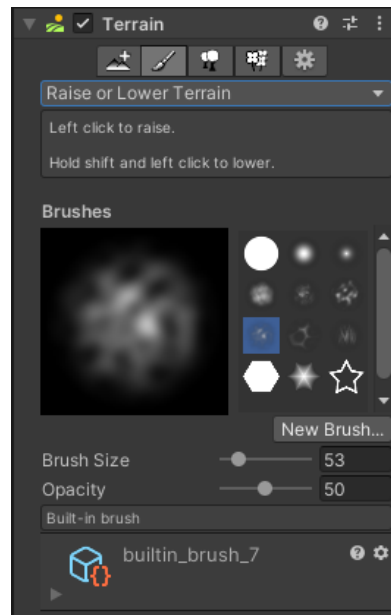 Terrain
Raise or Lower Terrain
Left click to raise.
Hold shift and left click to lower.
Brushes
New Brush...
Brush Size 53
Opacity 50
Built-in brush
builtin_brush_7